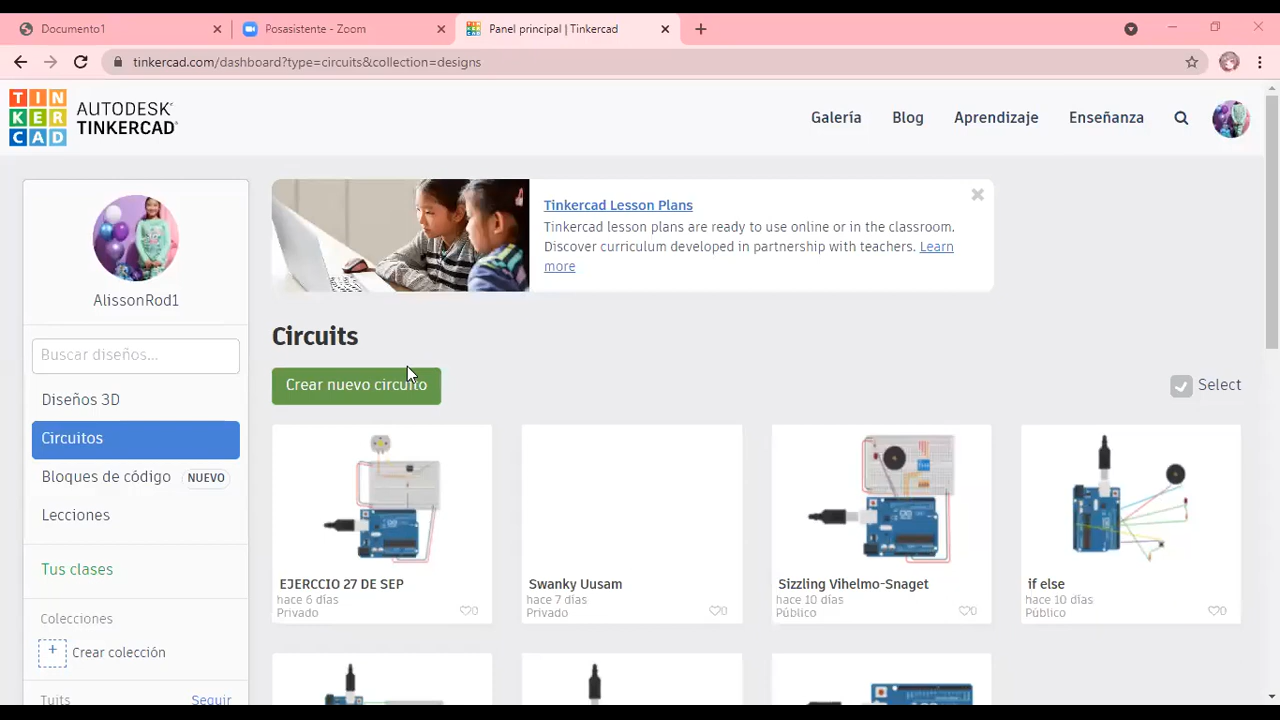 Documento1
Posasistente - Zoom
Panel principal | Tinkercad
tinkercad.com/dashboard?type=circuits&collection=designs
TIN
KER
CAD
AUTODESK
TINKERCAD
Galería
Blog
Aprendizaje
Enseñanza
AlissonRod1
Buscar diseños...
Diseños 3D
Circuitos
Bloques de código
NUEVO
Lecciones
Tus clases
Colecciones
+ Crear colección
Tuits
Seguir
Tinkercad Lesson Plans
Tinkercad lesson plans are ready to use online or in the classroom.
Discover curriculum developed in partnership with teachers. Learn
more
Circuits
Crear nuevo circuito
Select
EJERCCIO 27 DE SEP
hace 6 días
Privado
0
Swanky Uusam
hace 7 días
Privado
0
Sizzling Vihelmo-Snaget
hace 10 días
Público
0
if else
hace 10 días
Público
0